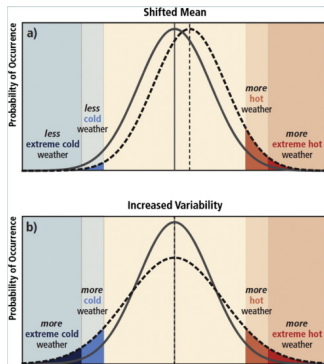 Shifted Mean
Probability of Occurrence
a)
less
extreme cold
weather
less
cold
weather
more
hot
weather
more
extreme hot
weather
Increased Variability
Probability of Occurrence
b)
more
extreme cold
weather
more
cold
weather
more
hot
weather
more
extreme hot
weather